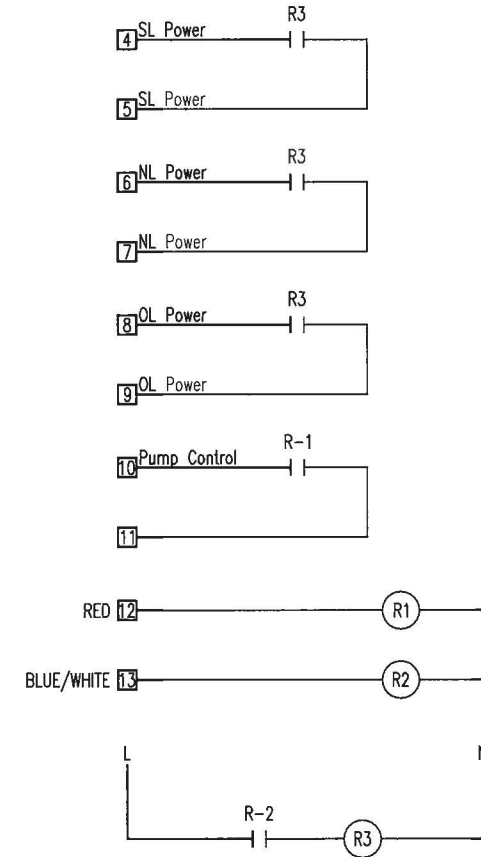 R3
4 SL Power
5 SL Power
R3
6 NL Power
7 NL Power
R3
8 OL Power
9 OL Power
R-1
10 Pump Control
11
RED 12 R1
BLUE/WHITE 13 R2
L
R-2
R3